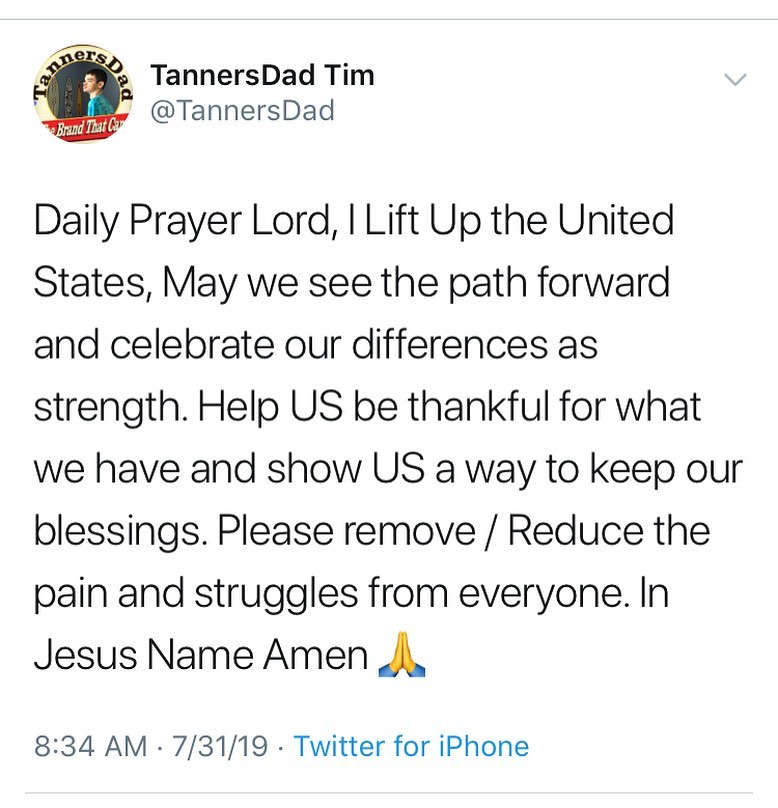 TannersDad
e Brand That Ca
TannersDad Tim
@TannersDad
Daily Prayer Lord, I Lift Up the United
States, May we see the path forward
and celebrate our differences as
strength. Help US be thankful for what
we have and show US a way to keep our
blessings. Please remove / Reduce the
pain and struggles from everyone. In
Jesus Name Amen 🙏
8:34 AM · 7/31/19 · Twitter for iPhone